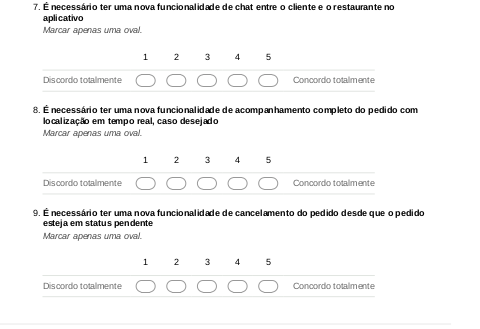 7. É necessário ter uma nova funcionalidade de chat entre o cliente e o restaurante no
aplicativo
Marcar apenas uma oval.
1 2 3 4 5
Discordo totalmente Concordo totalmente
8. É necessário ter uma nova funcionalidade de acompanhamento completo do pedido com
localização em tempo real, caso desejado
Marcar apenas uma oval.
1 2 3 4 5
Discordo totalmente Concordo totalmente
9. É necessário ter uma nova funcionalidade de cancelamento do pedido desde que o pedido
esteja em status pendente
Marcar apenas uma oval.
1 2 3 4 5
Discordo totalmente Concordo totalmente